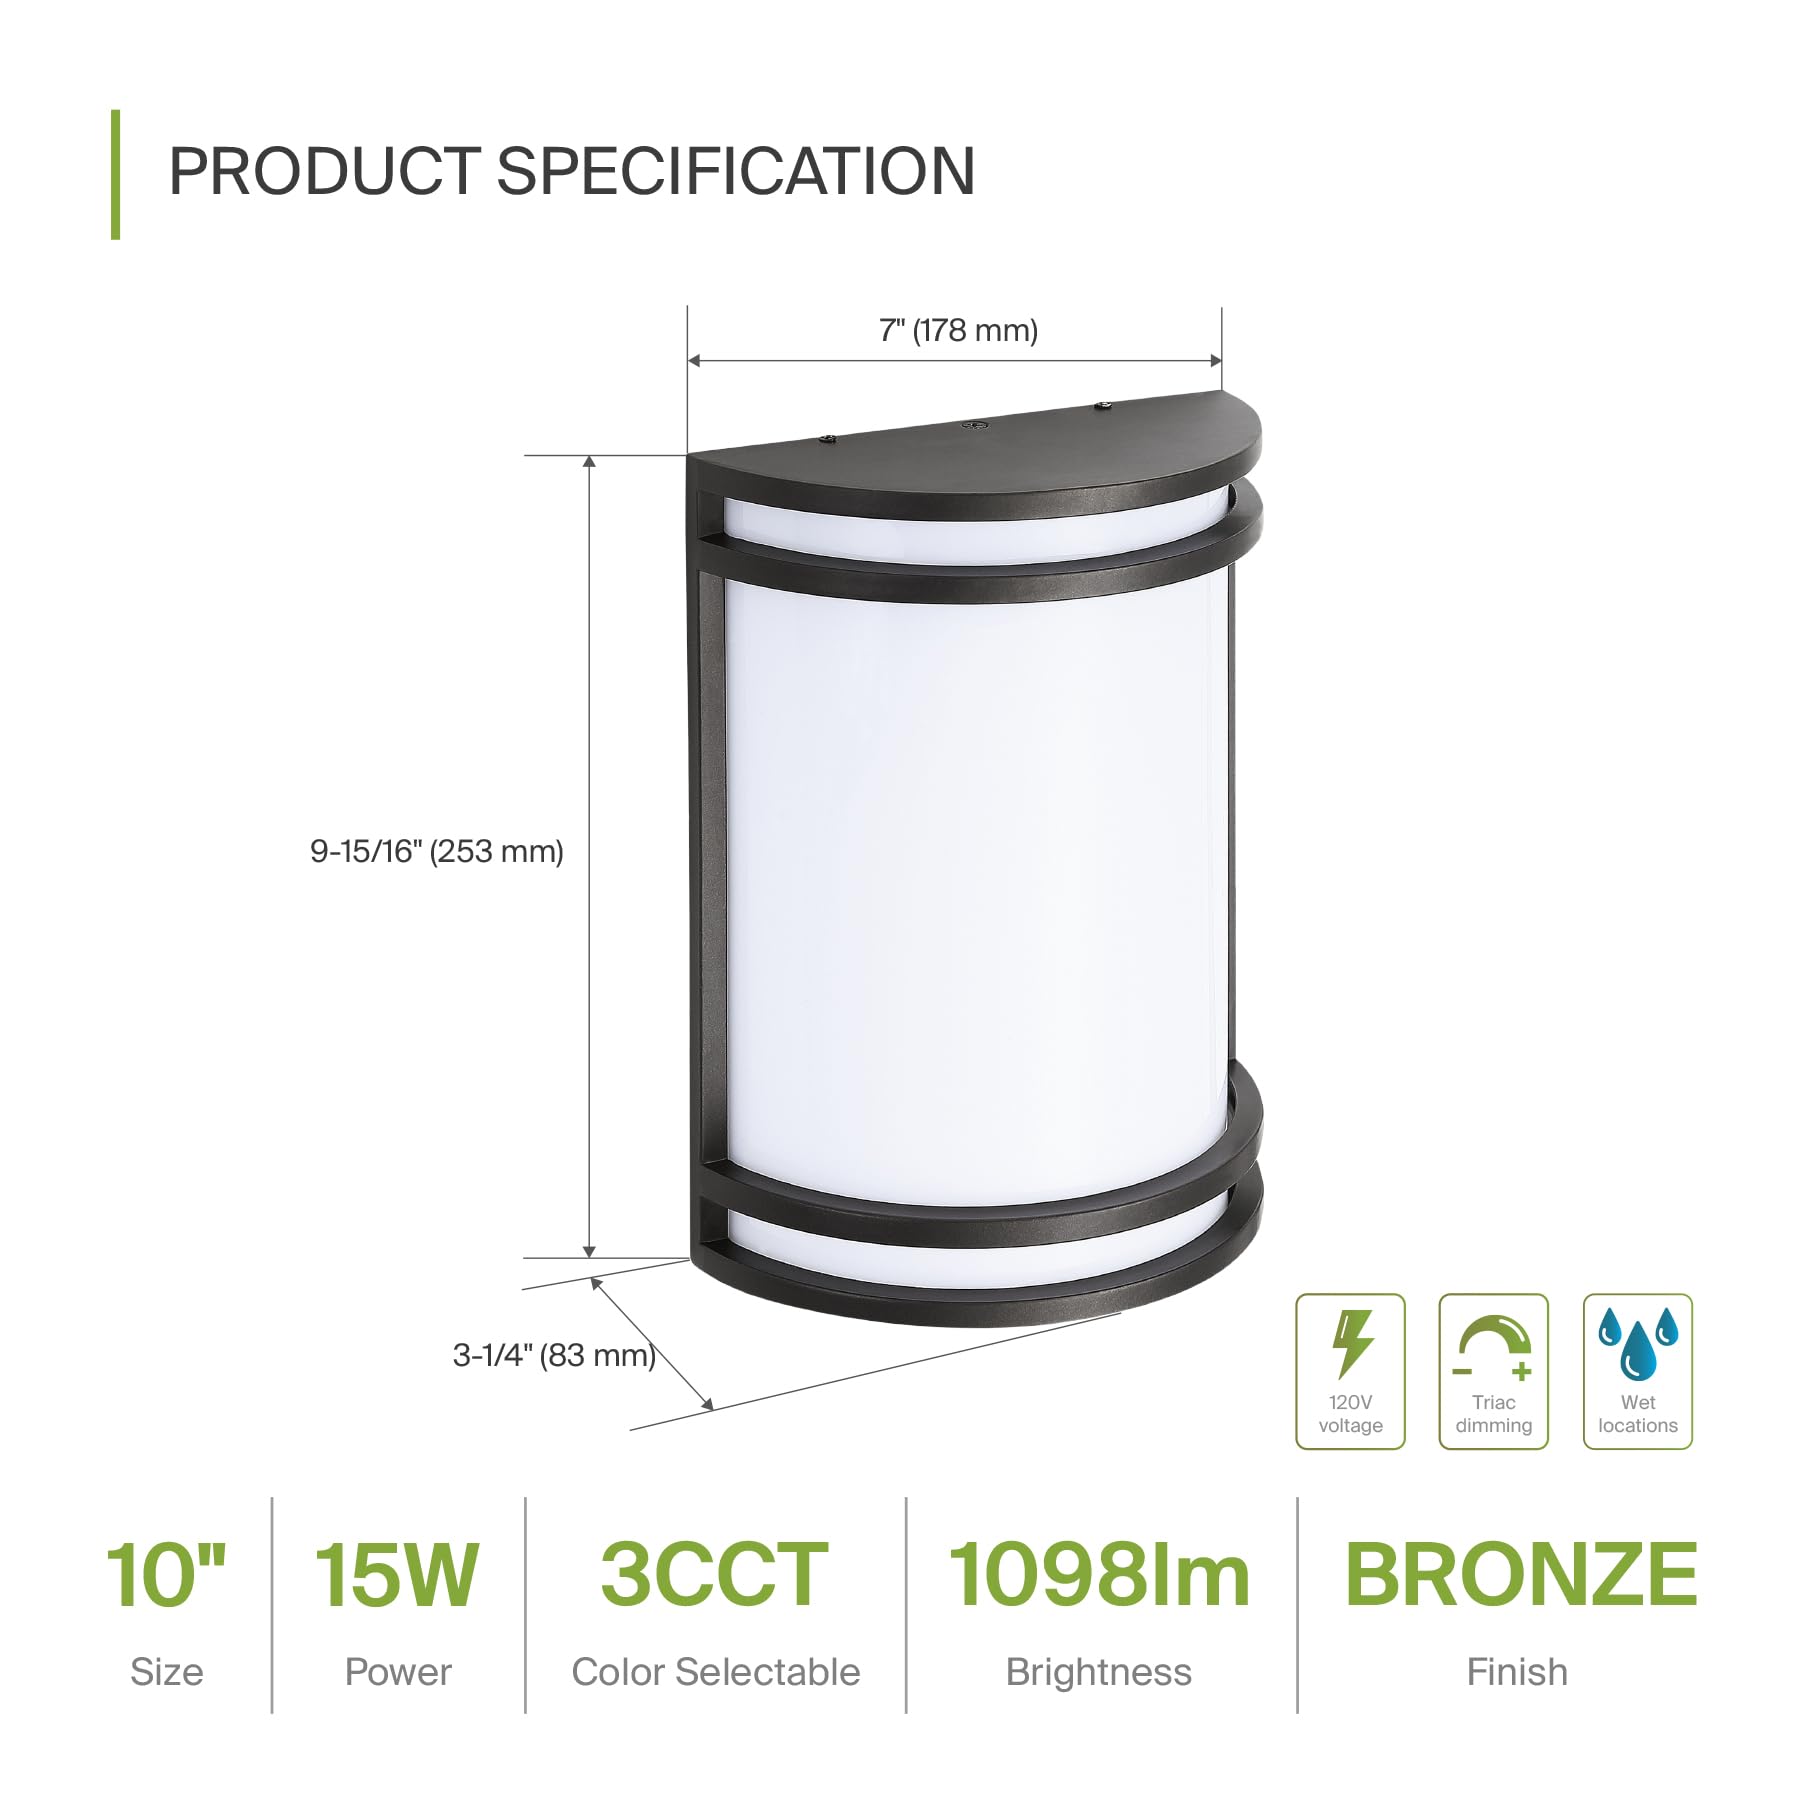 PRODUCT SPECIFICATION
7" (178 mm)
9-15/16" (253 mm)
3-1/4" (83 mm)
120V
voltage
Triac
dimming
Wet
locations
10"
Size
15W
Power
3CCT
Color Selectable
1098lm
Brightness
BRONZE
Finish